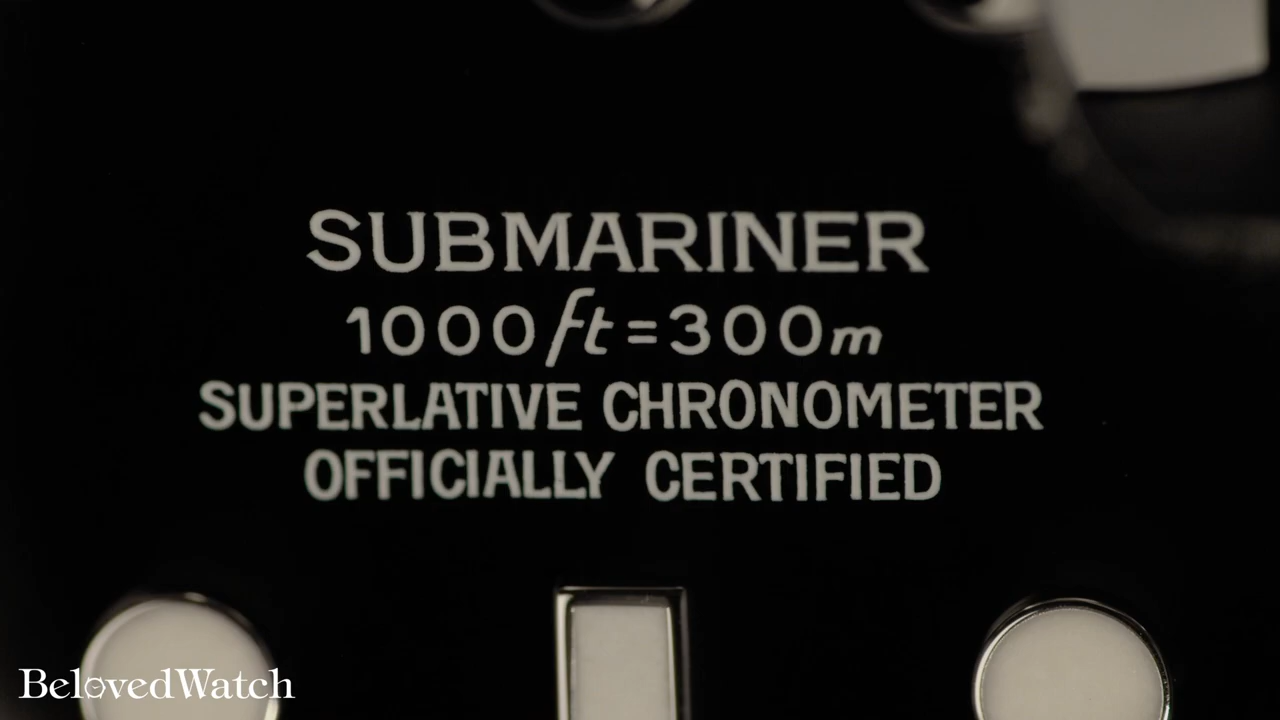 SUBMARINER
1000ft=300m
SUPERLATIVE CHRONOMETER
OFFICIALLY CERTIFIED
BelovedWatch